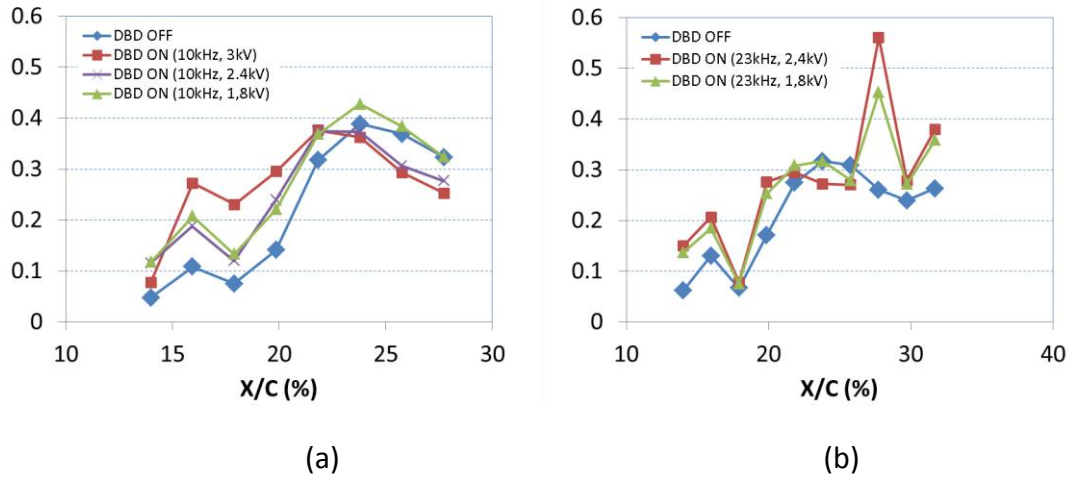 0.6
0.5
0.4
0.3
0.2
0.1
0
10 15 20 25 30
X/C (%)
DBD OFF
DBD ON (10kHz, 3kV)
DBD ON (10kHz, 2.4kV)
DBD ON (10kHz, 1,8kV)
(a)
0.6
0.5
0.4
0.3
0.2
0.1
0
10 20 30 40
X/C (%)
DBD OFF
DBD ON (23kHz, 2,4kV)
DBD ON (23kHz, 1,8kV)
(b)